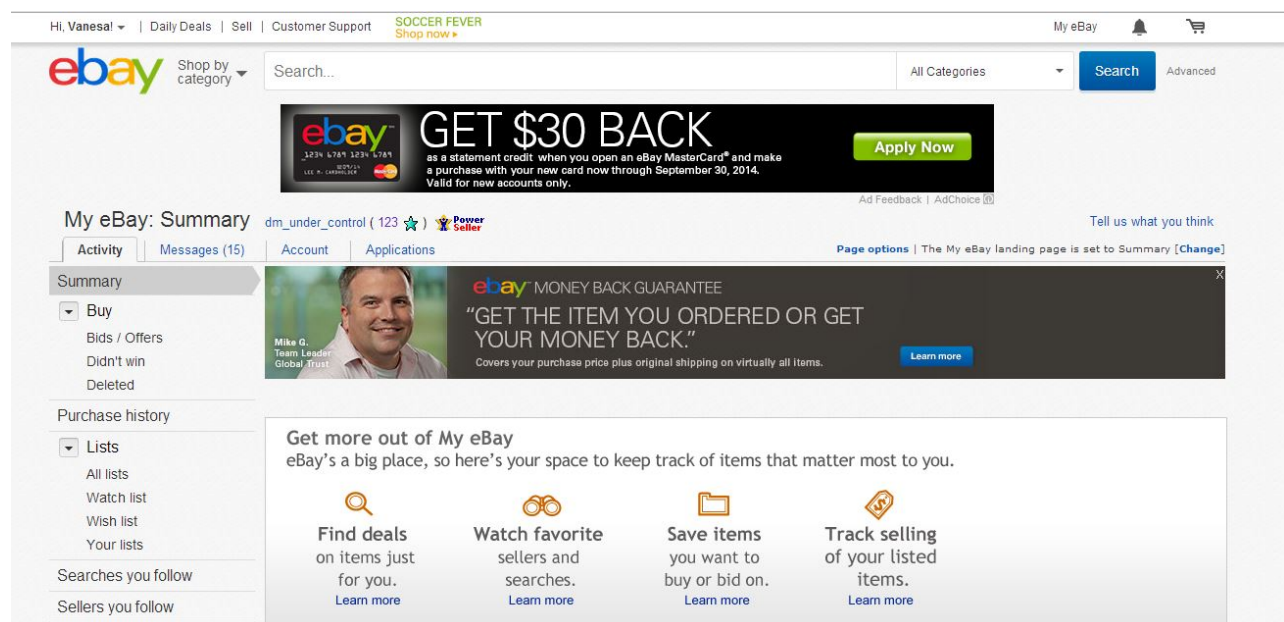 Hi, Vanesa! | Daily Deals | Sell | Customer Support SOCCER FEVER My eBay
Shop now
ebay Shop by category Search... All Categories Search Advanced
ebay GET $30 BACK
1234 6789 1234 6789 as a statement credit when you open an eBay MasterCard® and make Apply Now
a purchase with your new card now through September 30, 2014.
LEE M. CARDHOLDER MasterCard Valid for new accounts only.
Ad Feedback | AdChoice
My eBay: Summary dm_under_control ( 123 ) Power Seller Tell us what you think
Activity Messages (15) Account Applications Page options | The My eBay landing page is set to Summary [Change]
Summary
Buy
Bids / Offers
Didn't win
Deleted
Purchase history
Lists
All lists
Watch list
Wish list
Your lists
Searches you follow
Sellers you follow
X
ebay™ MONEY BACK GUARANTEE
"GET THE ITEM YOU ORDERED OR GET
YOUR MONEY BACK."
Covers your purchase price plus original shipping on virtually all items.
Learn more
Mike G.
Team Leader
Global Trust
Get more out of My eBay
eBay's a big place, so here's your space to keep track of items that matter most to you.
Find deals
on items just
for you.
Learn more
Watch favorite
sellers and
searches.
Learn more
Save items
you want to
buy or bid on.
Learn more
Track selling
of your listed
items.
Learn more